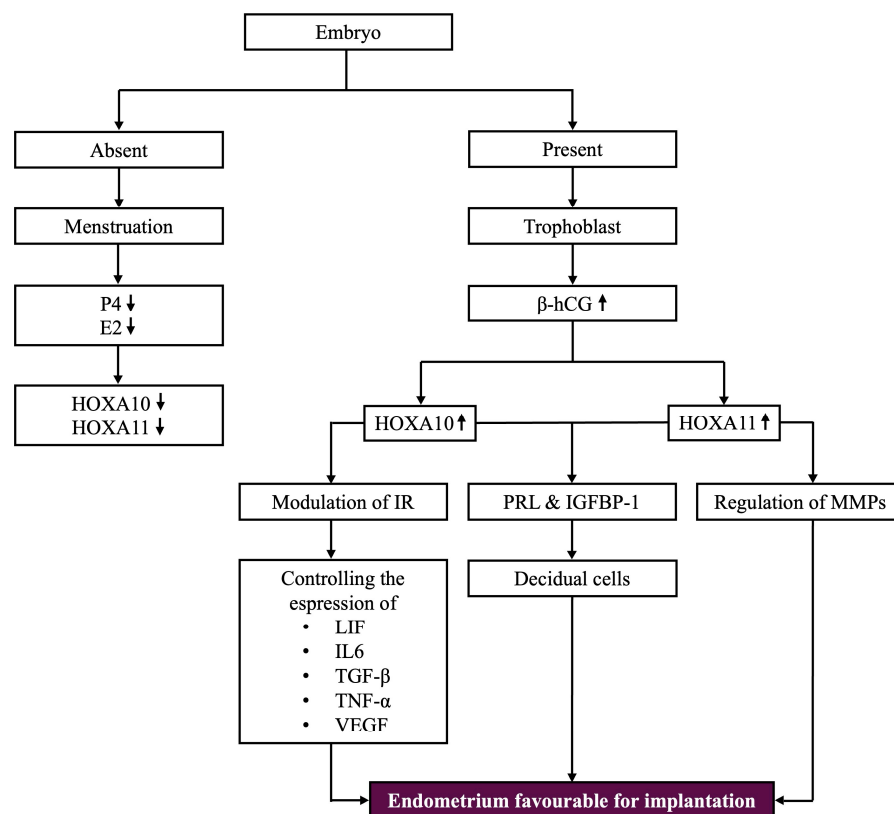 Embryo
Absent
Present
Menstruation
Trophoblast
P4 ↓
E2 ↓
β-hCG ↑
HOXA10 ↓
HOXA11 ↓
HOXA10 ↑
HOXA11 ↑
Modulation of IR
PRL & IGFBP-1
Regulation of MMPs
Controlling the
espression of
• LIF
• IL6
• TGF-β
• TNF-α
• VEGF
Decidual cells
Endometrium favourable for implantation